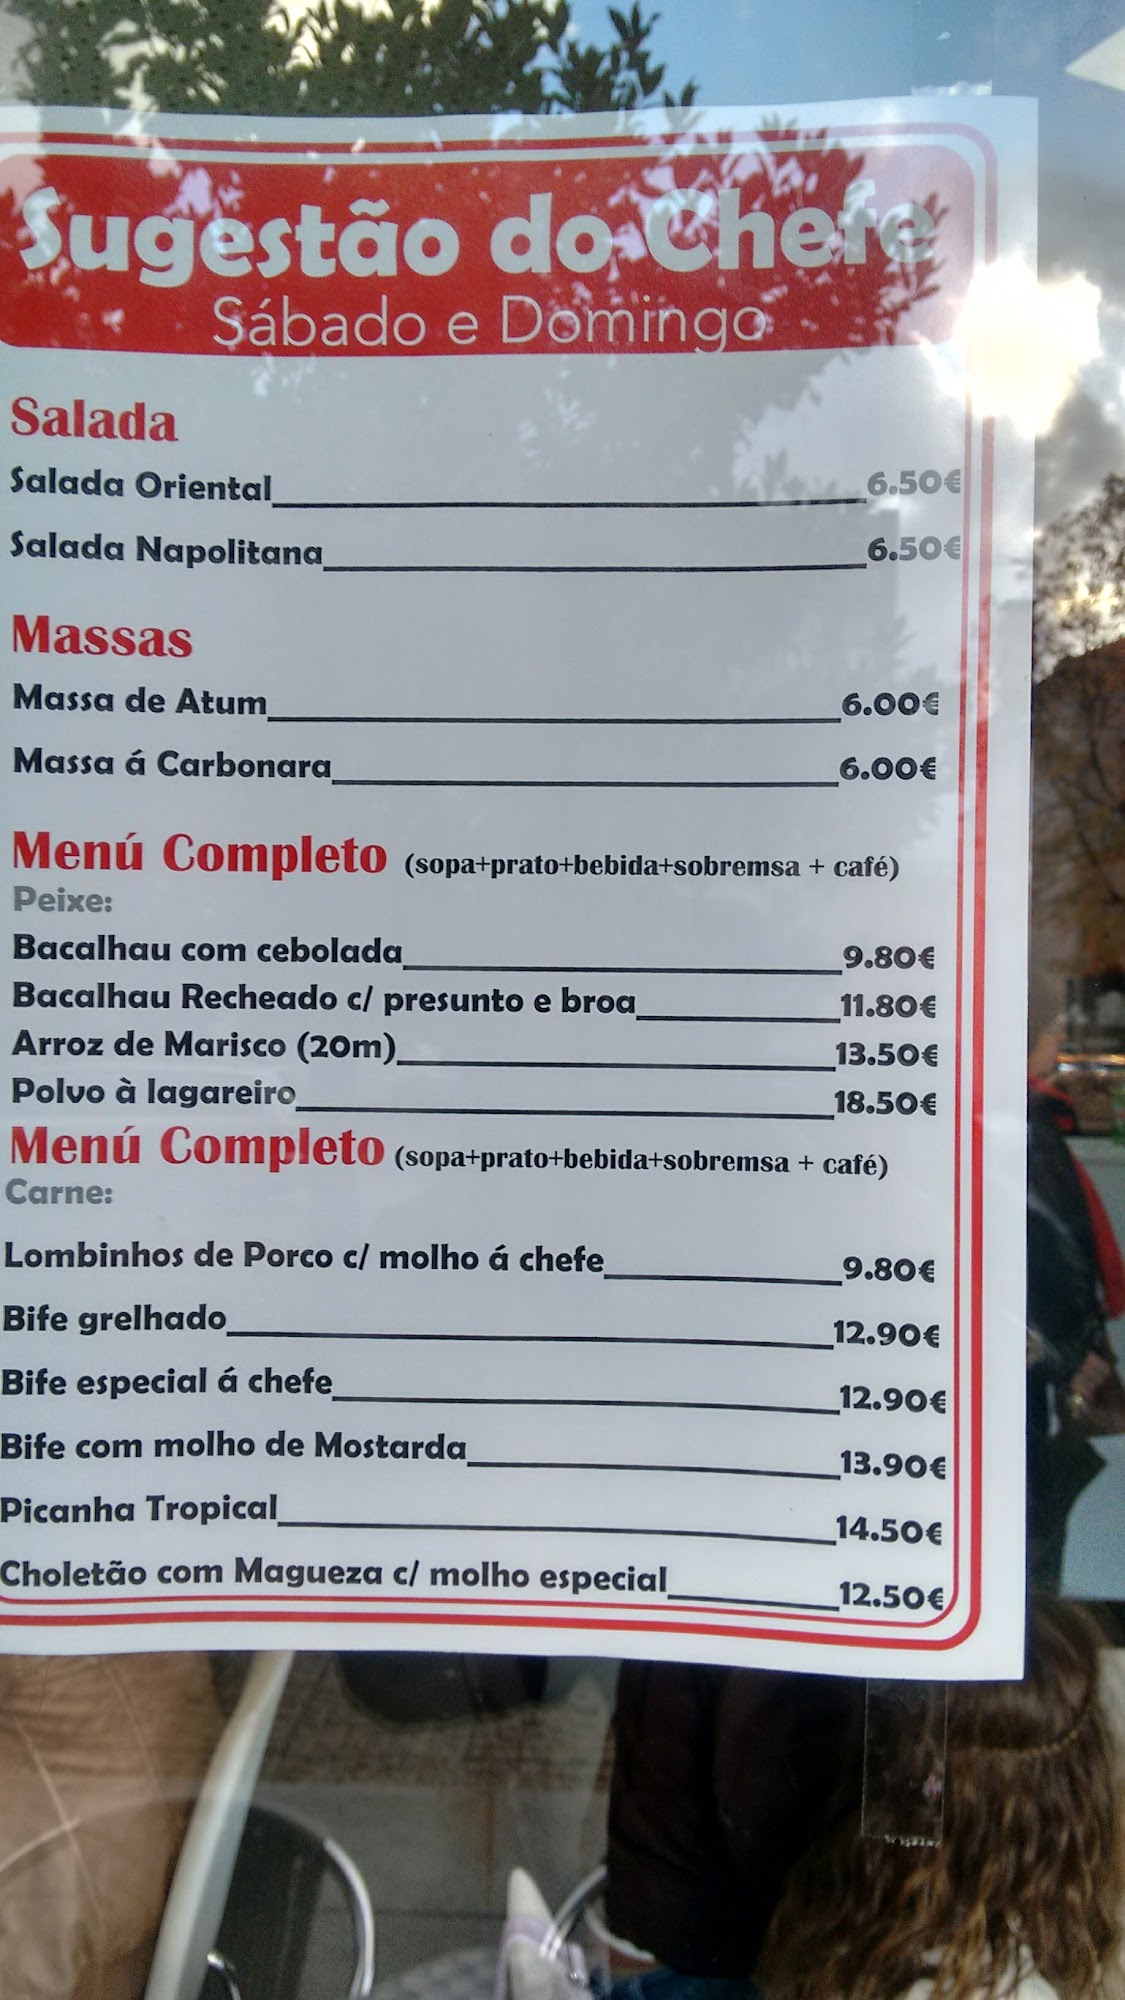 Sugestão do Chefe
Sábado e Domingo
Salada
Salada Oriental 6.50€
Salada Napolitana 6.50€
Massas
Massa de Atum 6.00€
Massa á Carbonara 6.00€
Menú Completo (sopa+prato+bebida+sobremsa + café)
Peixe:
Bacalhau com cebolada 9.80€
Bacalhau Recheado c/ presunto e broa 11.80€
Arroz de Marisco (20m) 13.50€
Polvo à lagareiro 18.50€
Menú Completo (sopa+prato+bebida+sobremsa + café)
Carne:
Lombinhos de Porco c/ molho á chefe 9.80€
Bife grelhado 12.90€
Bife especial á chefe 12.90€
Bife com molho de Mostarda 13.90€
Picanha Tropical 14.50€
Choletão com Magueza c/ molho especial 12.50€